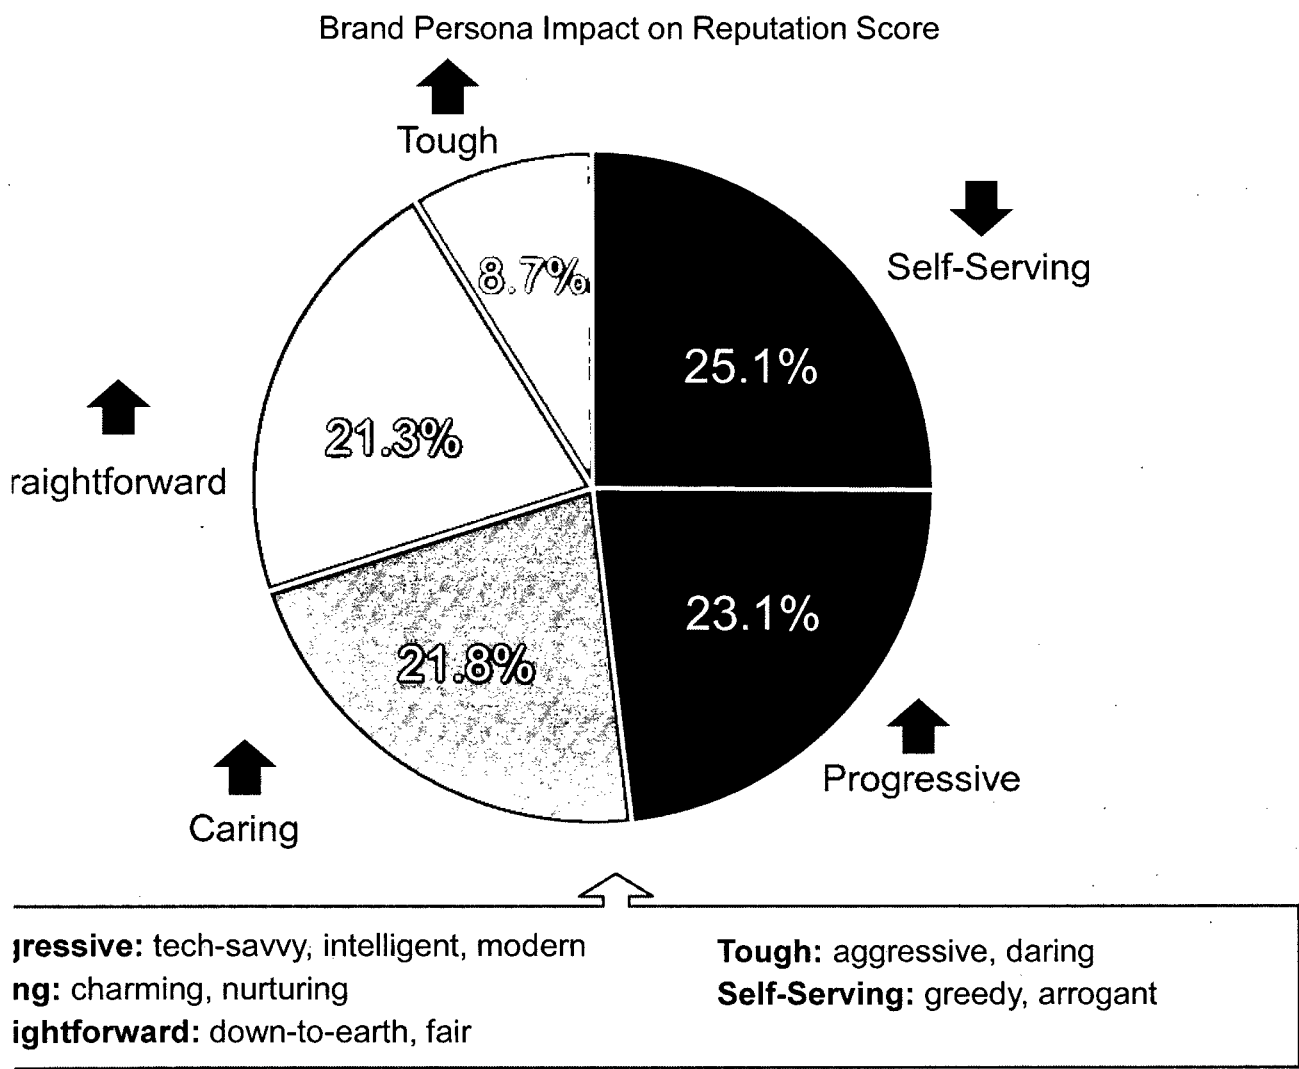 Brand Persona Impact on Reputation Score
Tough
Self-Serving
8.7%
25.1%
21.3%
raightforward
23.1%
21.8%
Progressive
Caring
gressive: tech-savvy, intelligent, modern
ng: charming, nurturing
ightforward: down-to-earth, fair
Tough: aggressive, daring
Self-Serving: greedy, arrogant